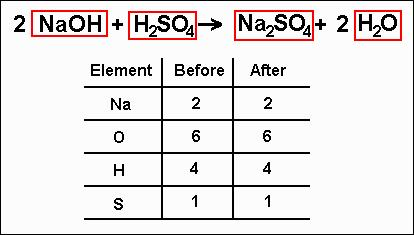 2 NaOH + H₂SO₄ → Na₂SO₄ + 2 H₂O
Element Before After
Na 2 2
O 6 6
H 4 4
S 1 1